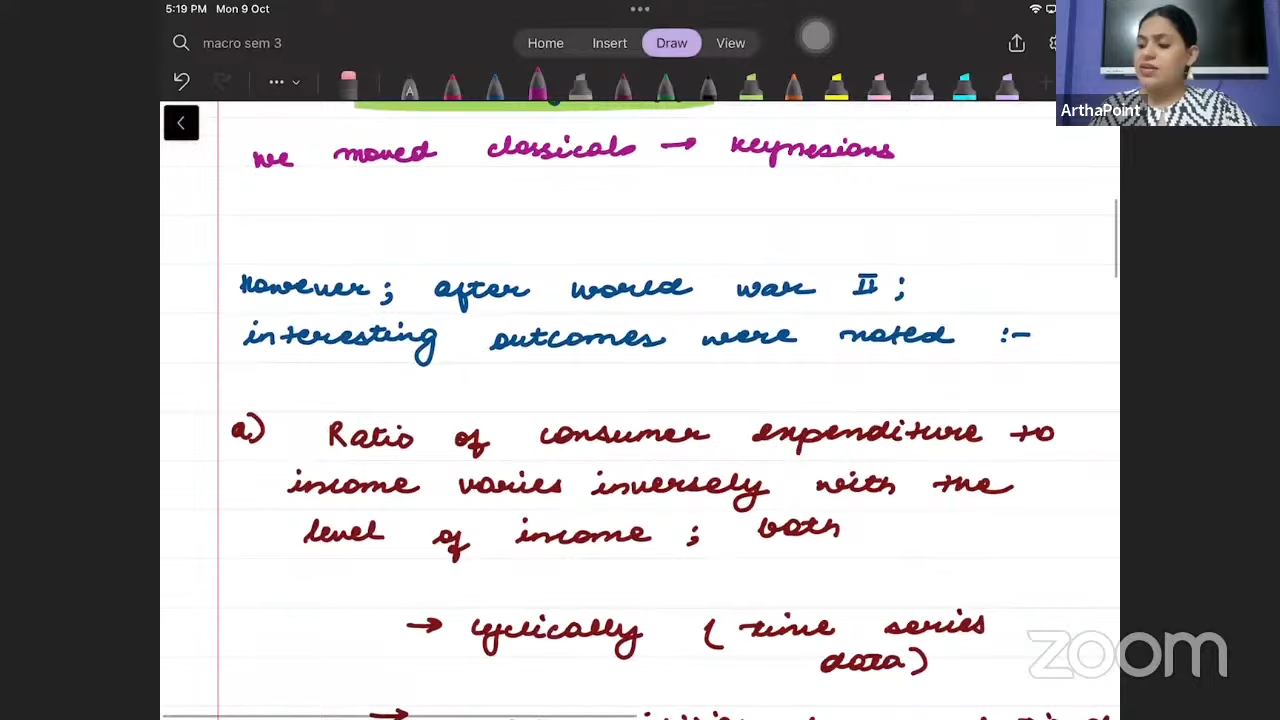 5:19 PM Mon 9 Oct
macro sem 3
Home Insert Draw View
A
ArthaPoint
we moved classicals → keynesians
However; after world war II;
interesting outcomes were noted :-
a.) Ratio of consumer expenditure to
income varies inversely with the
level of income; both
→ cyclically (time series
data)
→
zoom